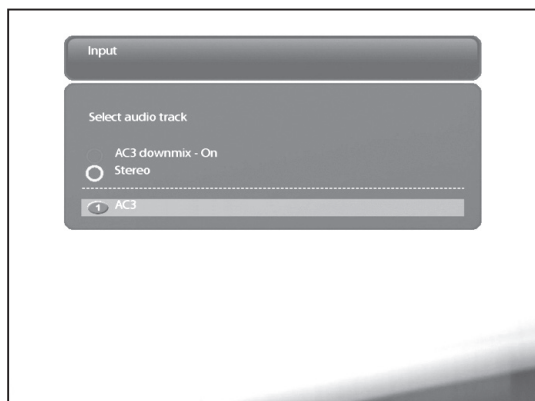 Input
Select audio track
AC3 downmix - On
Stereo
1 AC3